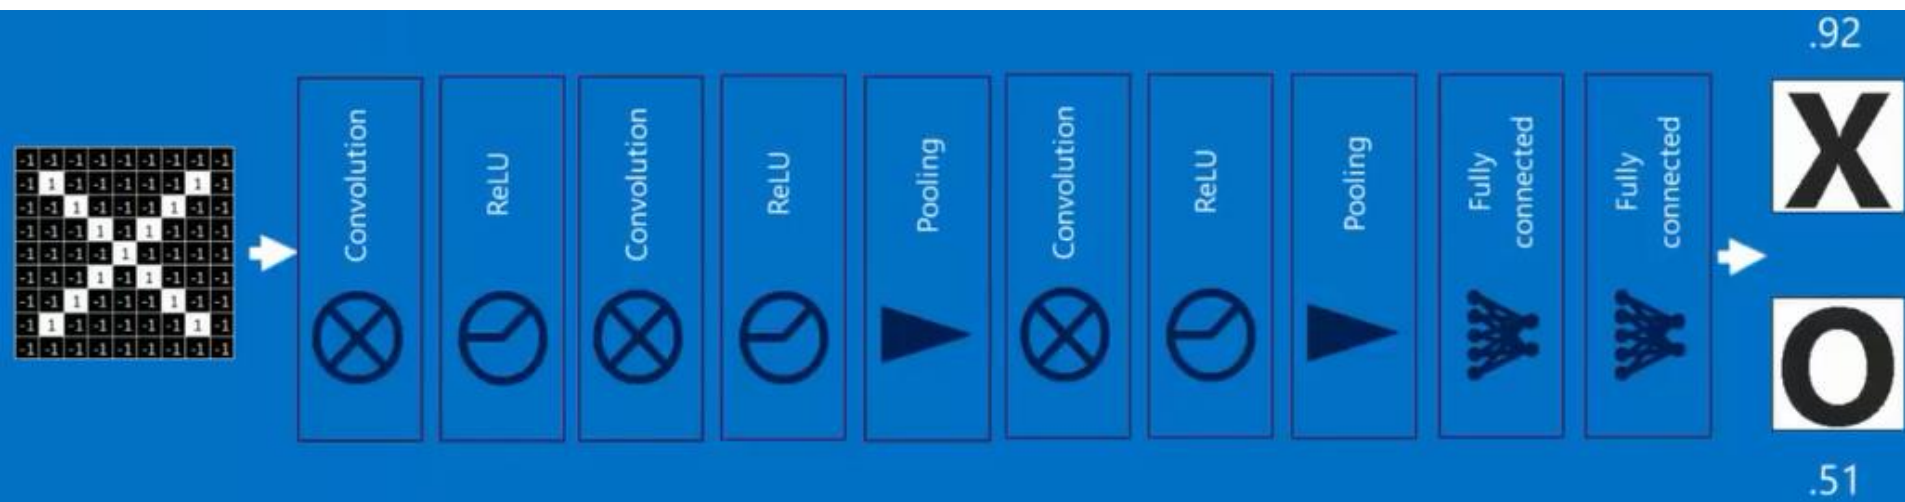 .92
-1 -1 -1 -1 -1 -1 -1 -1 -1
-1 1 -1 -1 -1 -1 -1 1 -1
-1 -1 1 -1 -1 -1 1 -1 -1
-1 -1 -1 1 -1 1 -1 -1 -1
-1 -1 -1 -1 1 -1 -1 -1 -1
-1 -1 -1 1 -1 1 -1 -1 -1
-1 -1 1 -1 -1 -1 1 -1 -1
-1 1 -1 -1 -1 -1 -1 1 -1
-1 -1 -1 -1 -1 -1 -1 -1 -1
Convolution
ReLU
Convolution
ReLU
Pooling
Convolution
ReLU
Pooling
Fully
connected
Fully
connected
X
O
.51